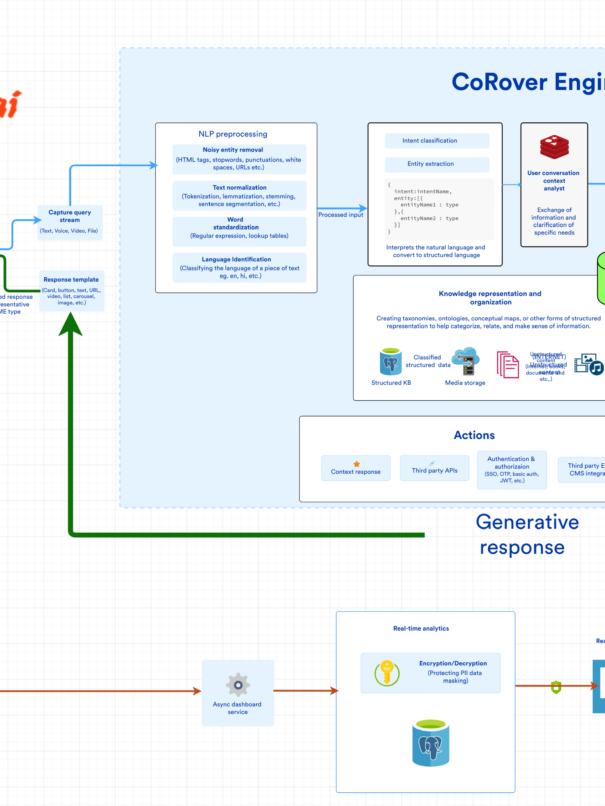 CoRover Engi
ai
NLP preprocessing
Noisy entity removal
(HTML tags, stopwords, punctuations, white
spaces, URLs etc.)
Text normalization
(Tokenization, lemmatization, stemming,
sentence segmentation, etc.)
Word
standardization
(Regular expression, lookup tables)
Language Identification
(Classifying the language of a piece of text
eg. en, hi, etc.)
Processed input
Intent classification
Entity extraction
{
intent:intentName,
entity:[{
entityName1 : type
},{
entityName2 : type
}]
}
Interprets the natural language and
convert to structured language
User conversation
context
analyst
Exchange of
information and
clarification of
specific needs
Capture query
stream
(Text, Voice, Video, File)
Response template
(Card, button, text, URL,
video, list, carousel,
image, etc.)
ed response
presentative
ME type
Knowledge representation and
organization
Creating taxonomies, ontologies, conceptual maps, or other forms of structured
representation to help categorize, relate, and make sense of information.
Structured KB
Classified
structured data
Media storage
Unstructured
content
etc.,)
Actions
Context response
Third party APIs
Authentication &
authorizaion
(SSO, OTP, basic auth,
JWT, etc.)
Third party E
CMS integra
Generative
response
Real-time analytics
Encryption/Decryption
(Protecting PII data
masking)
Async dashboard
service
Rea